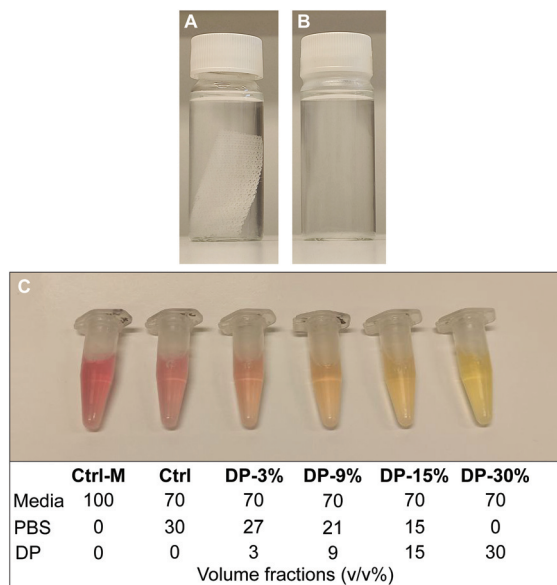 A
B
C
Ctrl-M Ctrl DP-3% DP-9% DP-15% DP-30%
Media 100 70 70 70 70 70
PBS 0 30 27 21 15 0
DP 0 0 3 9 15 30
Volume fractions (v/v%)